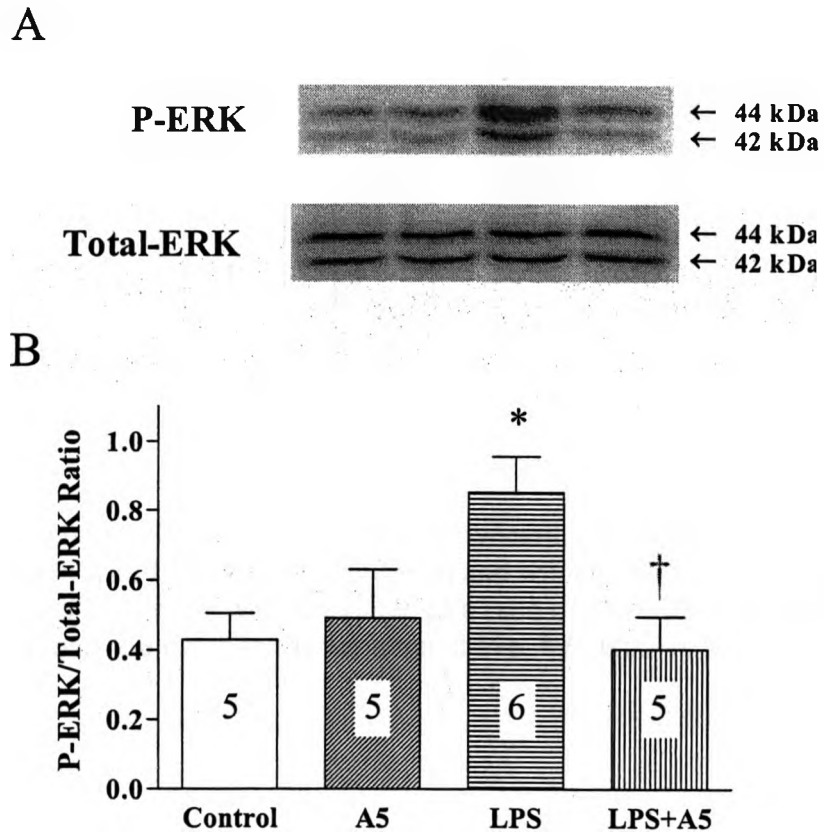 A
P-ERK
← 44 kDa
← 42 kDa
Total-ERK
← 44 kDa
← 42 kDa
B
P-ERK/Total-ERK Ratio
1.0
0.8
0.6
0.4
0.2
0.0
*
†
5
5
6
5
Control A5 LPS LPS+A5